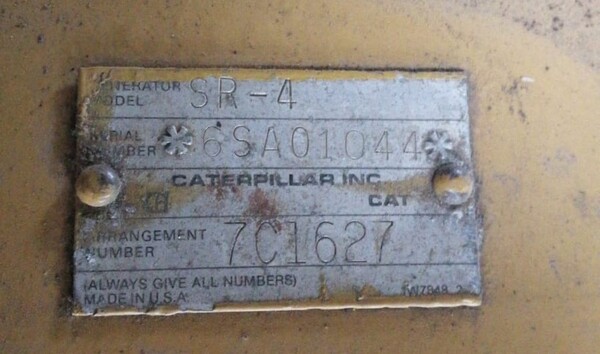 GENERATOR MODEL SR-4
SERIAL NUMBER 6SA01044
CATERPILLAR INC
CAT
ARRANGEMENT NUMBER 7C1627
(ALWAYS GIVE ALL NUMBERS)
MADE IN U.S.A.